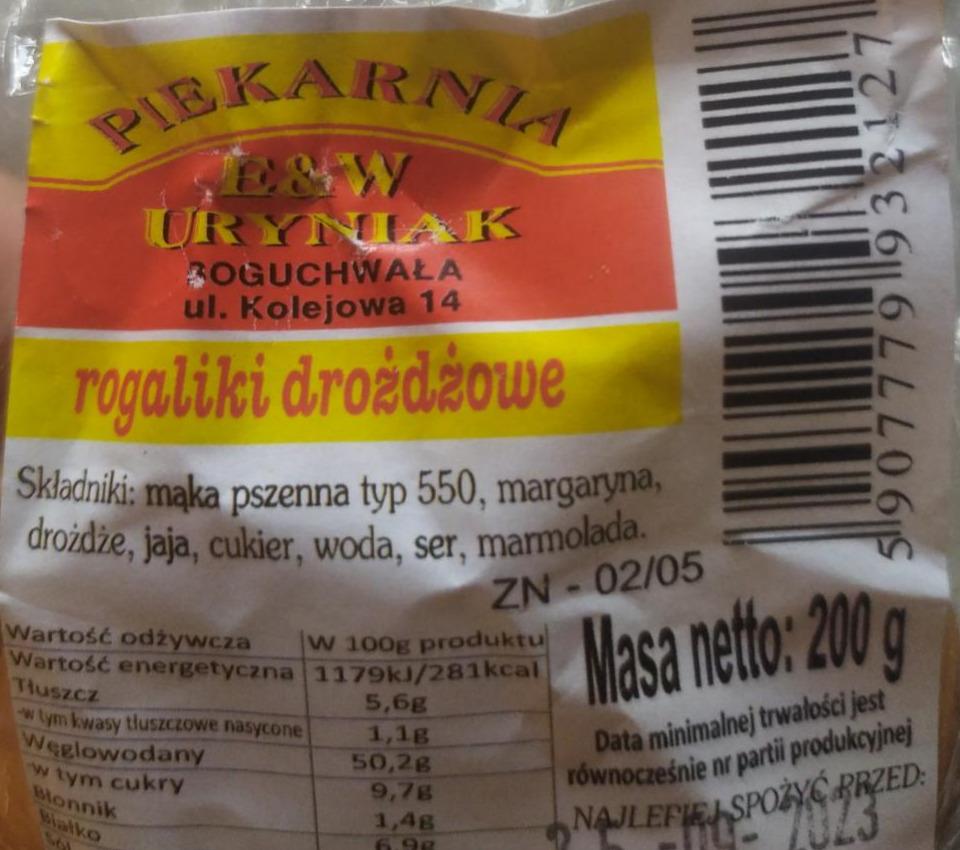 PIEKARNIA
E&W
URYNIAK
BOGUCHWAŁA
ul. Kolejowa 14
rogaliki drożdżowe
5907779932127
Składniki: mąka pszenna typ 550, margaryna,
drożdże, jaja, cukier, woda, ser, marmolada.
ZN - 02/05
Masa netto: 200 g
Data minimalnej trwałości jest
równocześnie nr partii produkcyjnej
NAJLEPIEJ SPOŻYĆ PRZED:
-09- 2023
Wartość odżywcza W 100g produktu
Wartość energetyczna 1179kJ/281kcal
Tłuszcz 5,6g
-w tym kwasy tłuszczowe nasycone 1,1g
Węglowodany 50,2g
-w tym cukry 9,7g
Błonnik 1,4g
Białko 6,9g
Sól